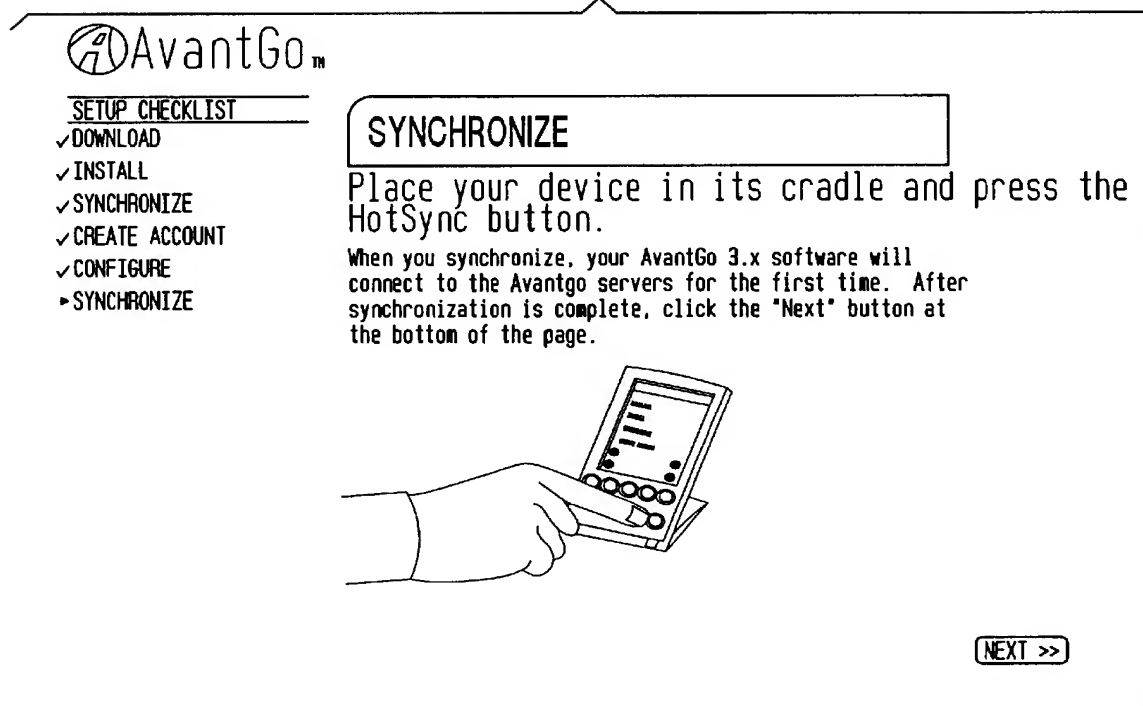 AvantGo™
SETUP CHECKLIST
✓DOWNLOAD
✓INSTALL
✓SYNCHRONIZE
✓CREATE ACCOUNT
✓CONFIGURE
▸SYNCHRONIZE
SYNCHRONIZE
Place your device in its cradle and press the
HotSync button.
When you synchronize, your AvantGo 3.x software will
connect to the Avantgo servers for the first time. After
synchronization is complete, click the "Next" button at
the bottom of the page.
NEXT >>